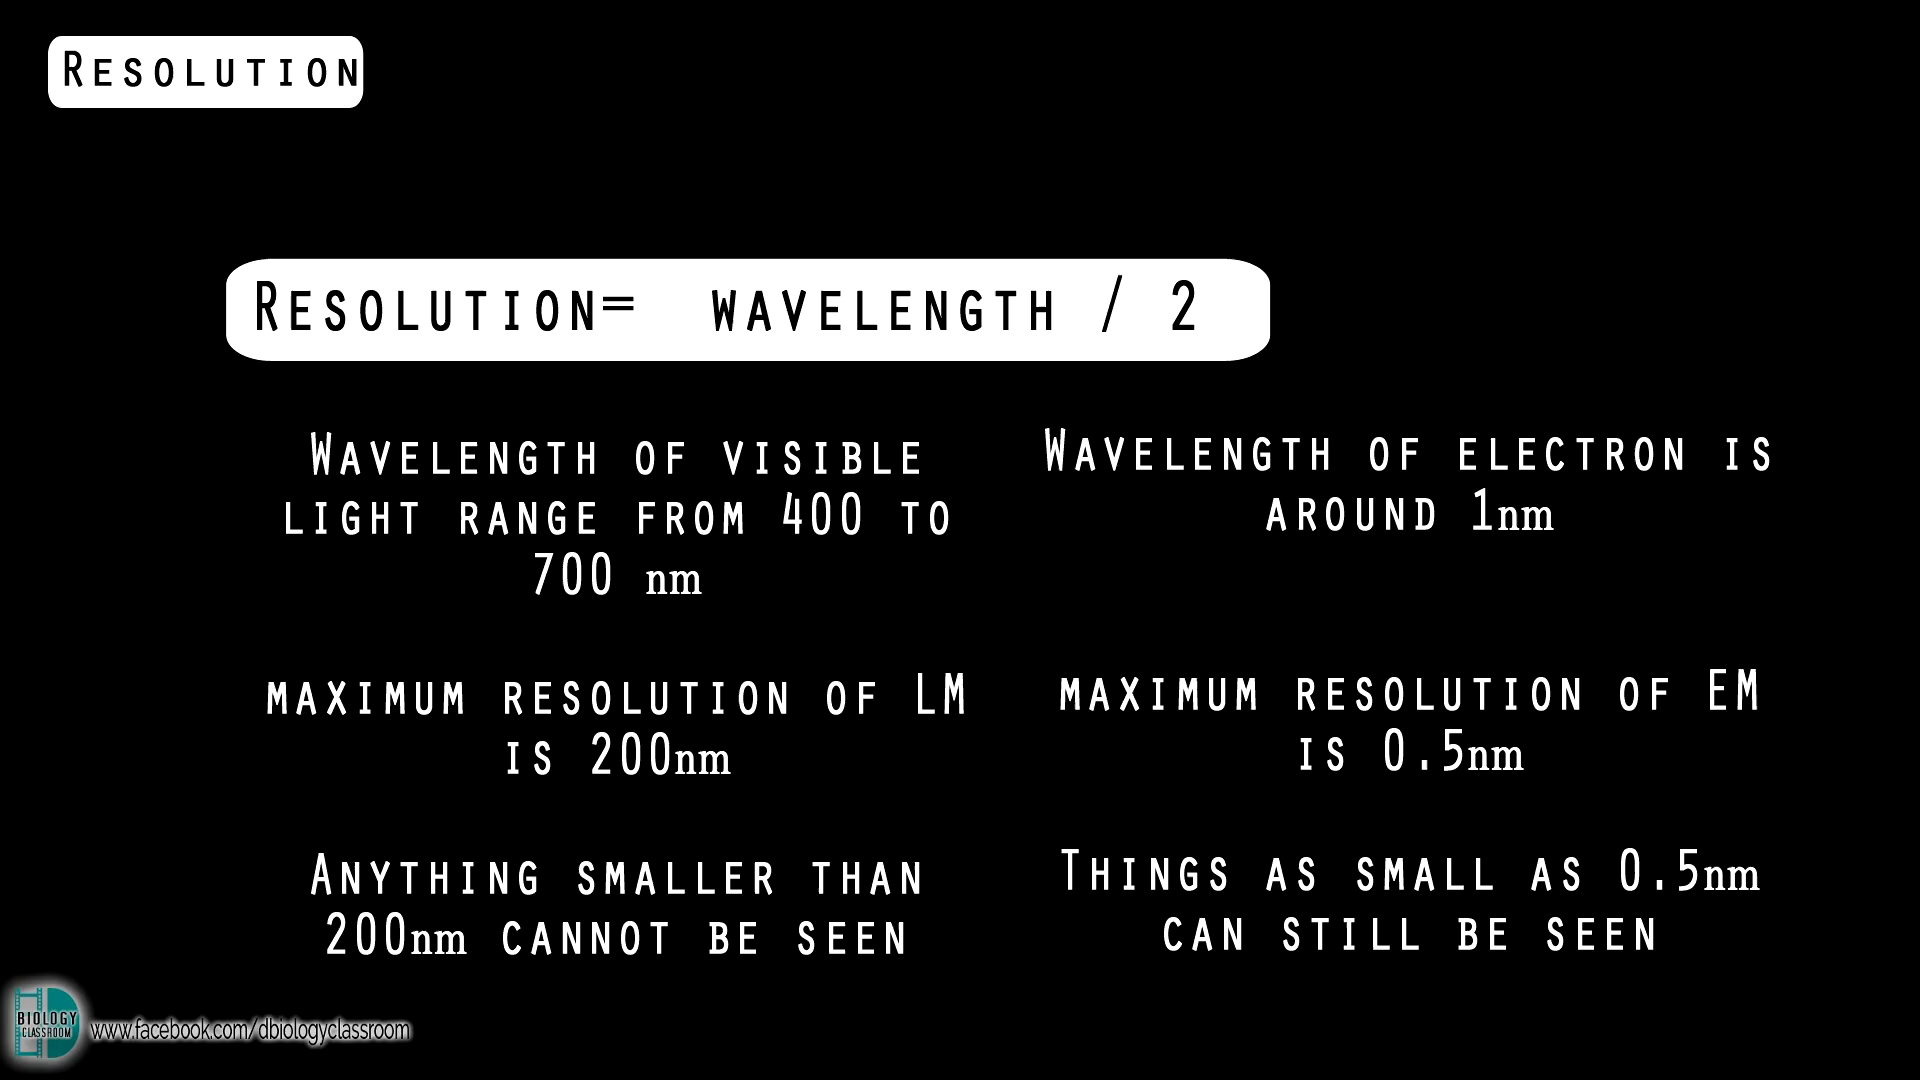 Resolution
Resolution= wavelength / 2
Wavelength of visible
light range from 400 to
700 nm
maximum resolution of LM
is 200nm
Anything smaller than
200nm cannot be seen
Wavelength of electron is
around 1nm
maximum resolution of EM
is 0.5nm
Things as small as 0.5nm
can still be seen
BIOLOGY
CLASSROOM
www.facebook.com/dbiologyclassroom